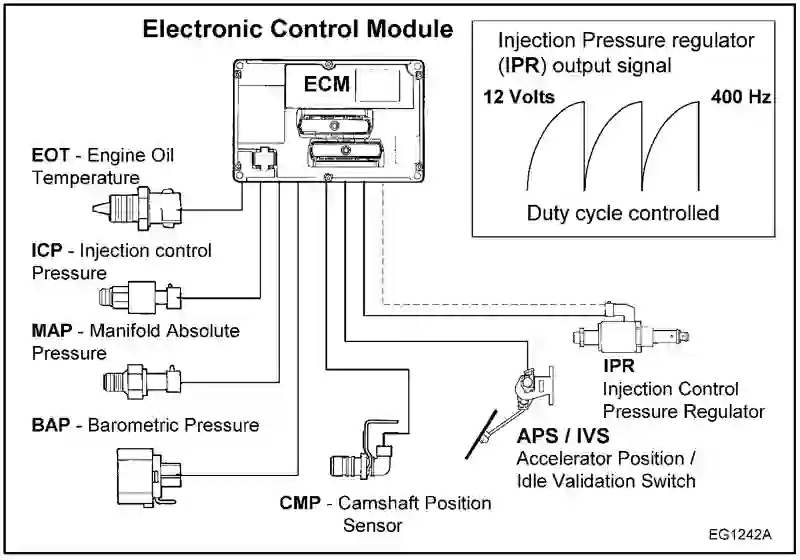 Electronic Control Module
ECM
Injection Pressure regulator
(IPR) output signal
12 Volts
400 Hz
Duty cycle controlled
EOT - Engine Oil
Temperature
ICP - Injection control
Pressure
MAP - Manifold Absolute
Pressure
BAP - Barometric Pressure
CMP - Camshaft Position
Sensor
APS / IVS
Accelerator Position /
Idle Validation Switch
IPR
Injection Control
Pressure Regulator
EG1242A